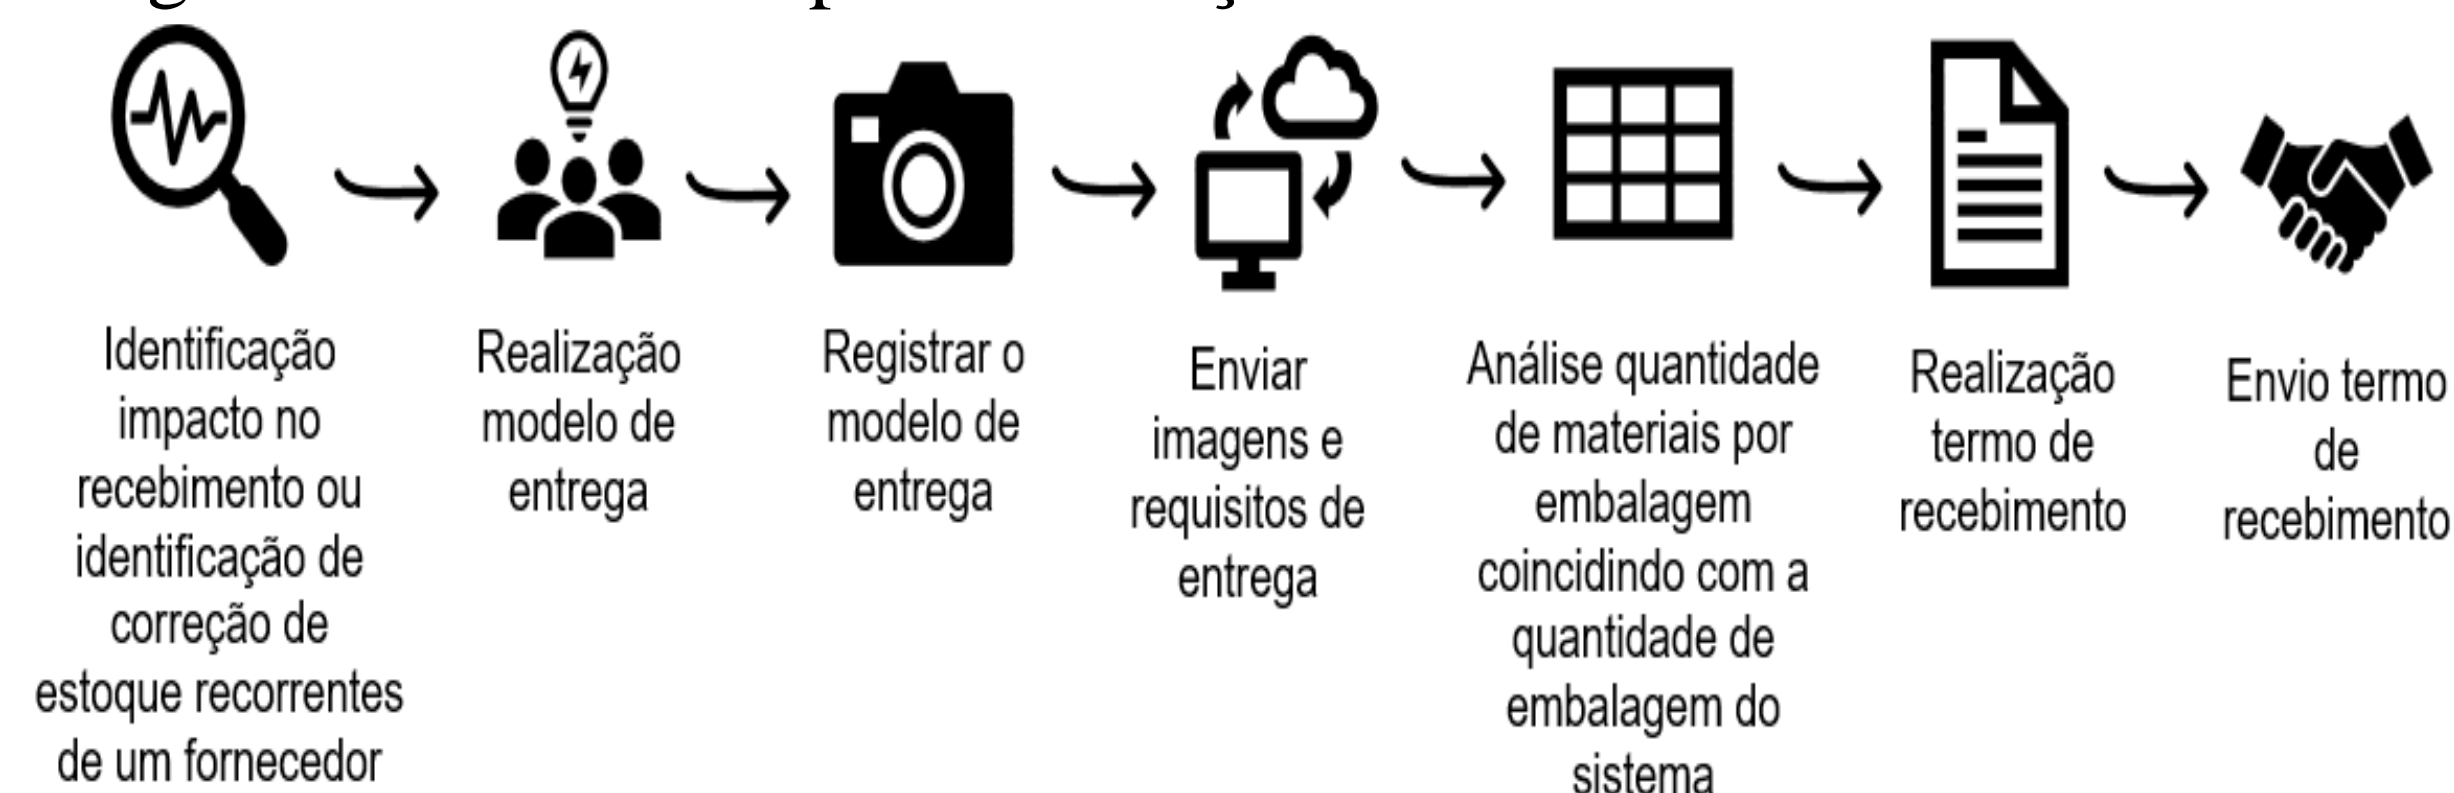 Identificação
impacto no
recebimento ou
identificação de
correção de
estoque recorrentes
de um fornecedor
Realização
modelo de
entrega
Registrar o
modelo de
entrega
Enviar
imagens e
requisitos de
entrega
Análise quantidade
de materiais por
embalagem
coincidindo com a
quantidade de
embalagem do
sistema
Realização
termo de
recebimento
Envio termo
de
recebimento